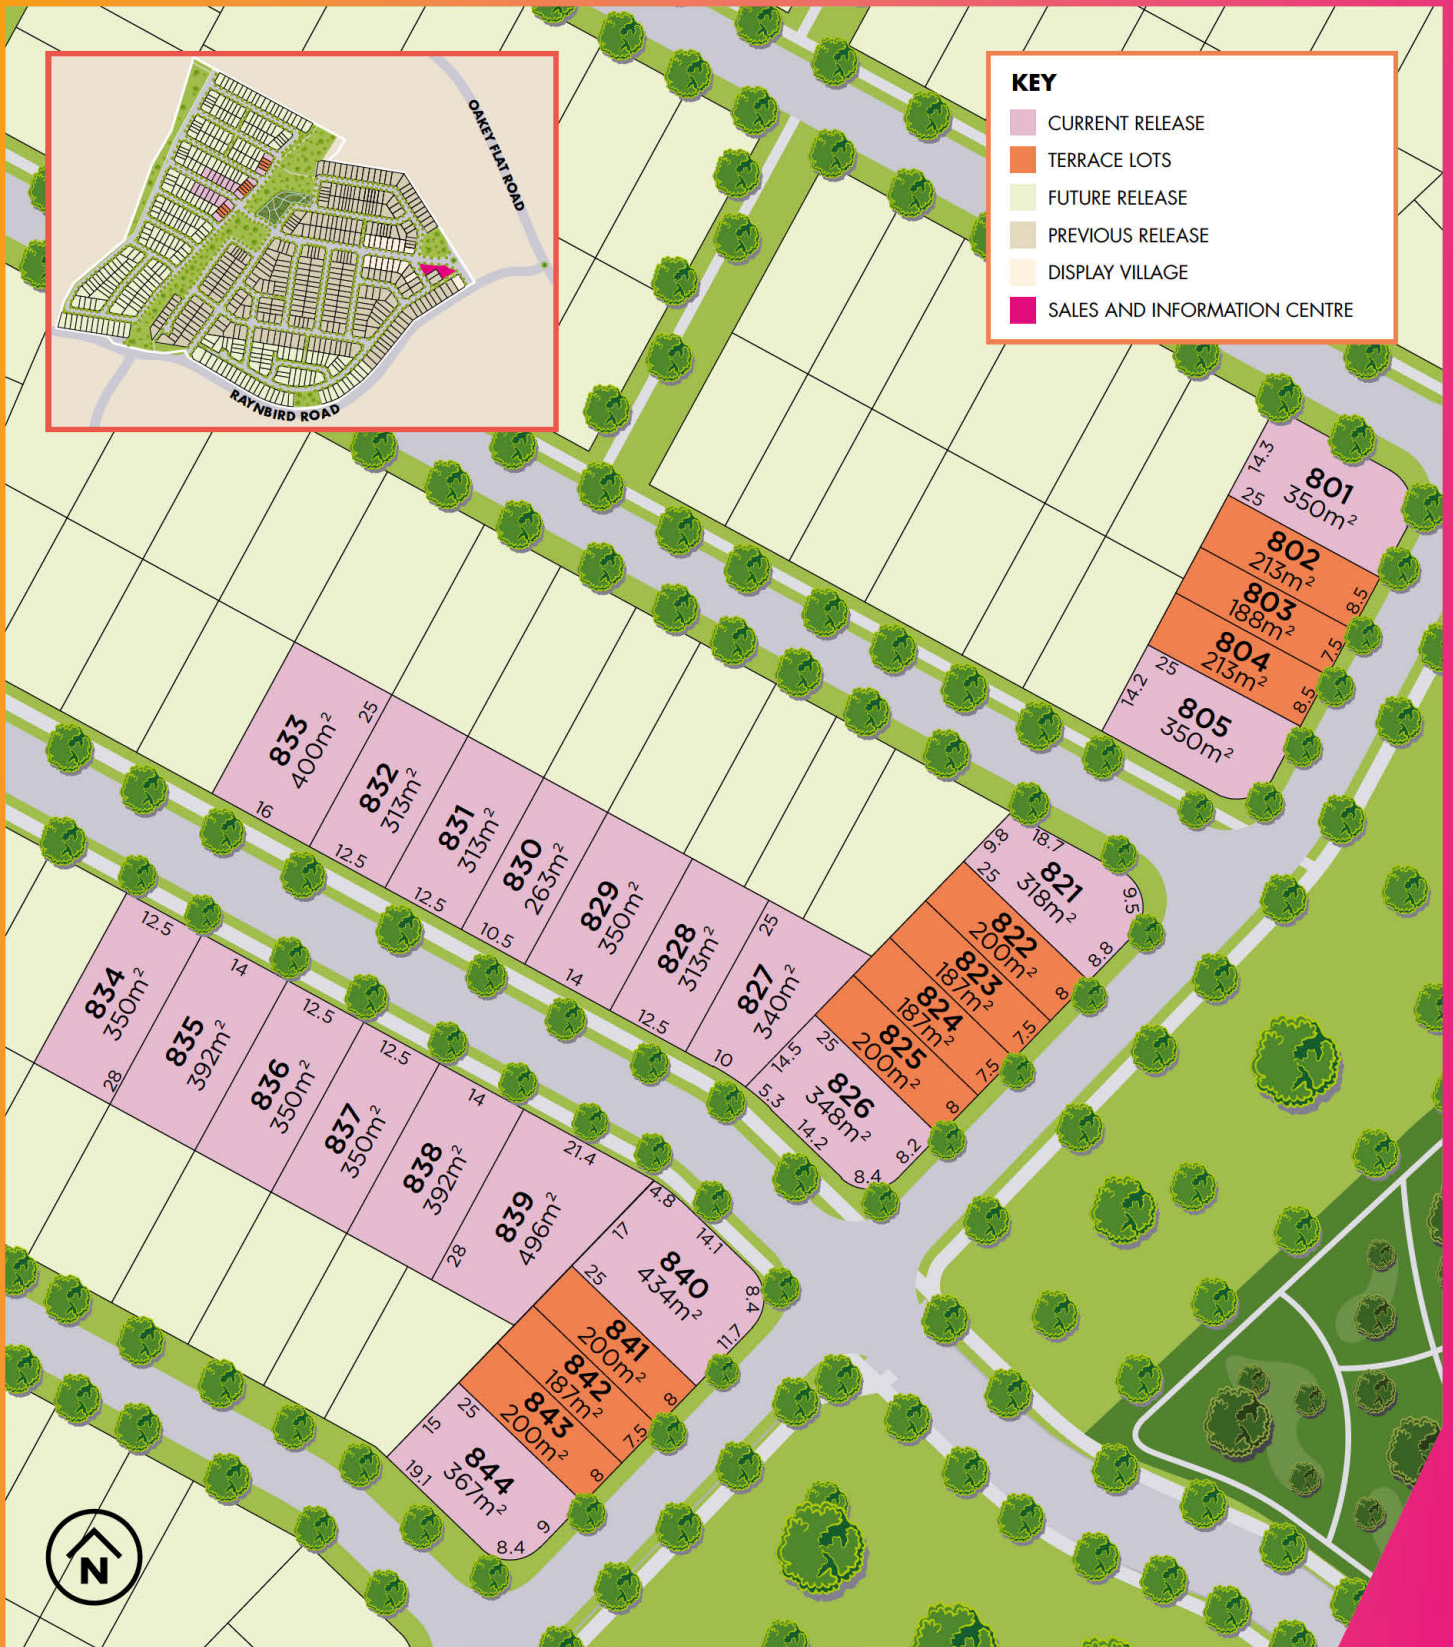 OAKEY FLAT ROAD
RAYNBIRD ROAD
KEY
CURRENT RELEASE
TERRACE LOTS
FUTURE RELEASE
PREVIOUS RELEASE
DISPLAY VILLAGE
SALES AND INFORMATION CENTRE
14.3
801
350m²
25
802
213m²
8.5
803
188m²
7.5
804
213m²
8.5
25
14.2
805
350m²
833
400m²
25
16
832
313m²
12.5
831
313m²
12.5
830
263m²
10.5
829
350m²
14
828
313m²
12.5
25
827
340m²
10
9.8
18.7
25
821
318m²
9.5
8.8
822
200m²
8
823
187m²
7.5
824
187m²
7.5
825
200m²
8
25
14.5
826
348m²
5.3
14.2
8.4
8.2
12.5
834
350m²
28
14
835
392m²
12.5
836
350m²
12.5
837
350m²
14
838
392m²
21.4
839
496m²
28
4.8
17
14.1
840
434m²
25
8.4
11.7
841
200m²
8
842
187m²
7.5
843
200m²
8
25
15
844
367m²
19.1
9
8.4
N